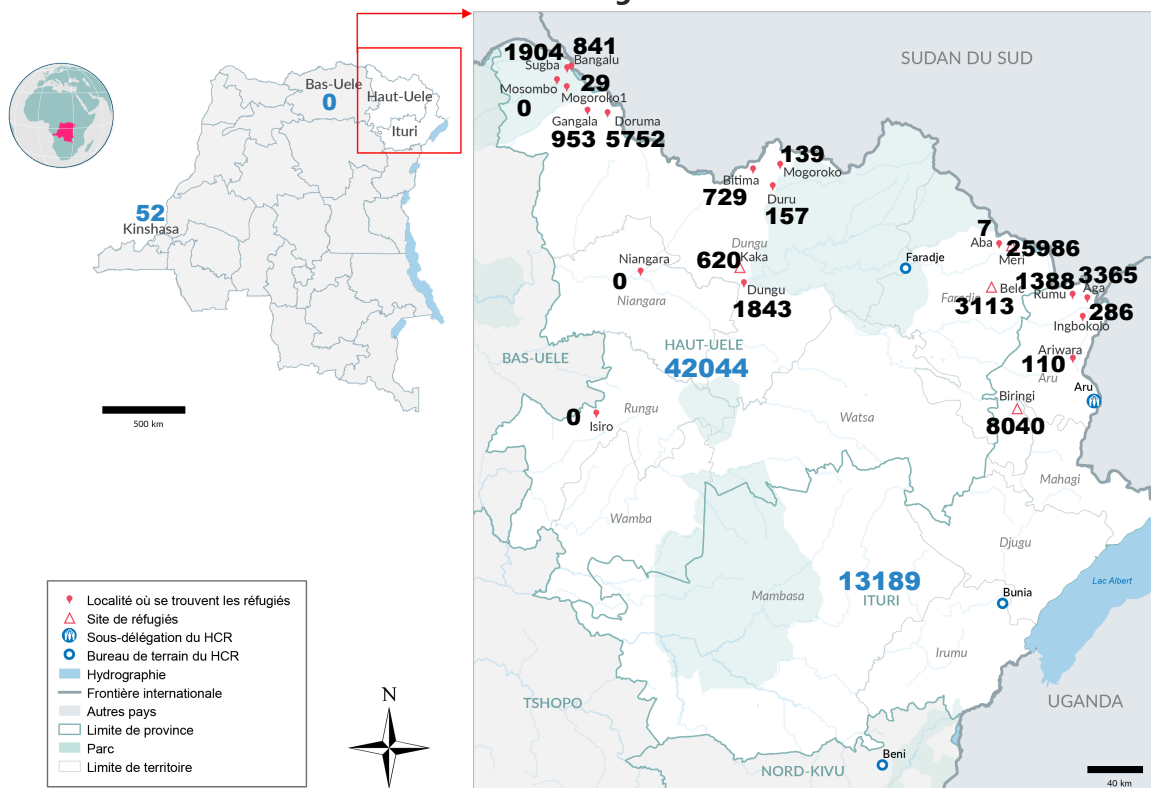 g
Bas-Uele
0
Haut-Uele
Ituri
52
Kinshasa
500 km
SUDAN DU SUD
1904
841
Sugba
Bangalu
Mosombo
29
Mogoroko1
0
Gangala
Doruma
953
5752
139
Bitima
Mogoroko
729
Duru
157
Dungu
620
Kaka
Niangara
0
Niangara
Dungu
1843
7
Aba
25986
Meri
Faradje
Faradje
Bele
3113
1388
3365
Rumu
Aga
286
Ingbokolo
Ariwara
110
Aru
Aru
Biringi
8040
BAS-UELE
HAUT-UELE
42044
0
Isiro
Rungu
Watsa
Mahagi
Wamba
Djugu
13189
ITURI
Mambasa
Bunia
Lac Albert
Irumu
TSHOPO
UGANDA
Beni
NORD-KIVU
40 km
N
Localité où se trouvent les réfugiés
Site de réfugiés
Sous-délégation du HCR
Bureau de terrain du HCR
Hydrographie
Frontière internationale
Autres pays
Limite de province
Parc
Limite de territoire